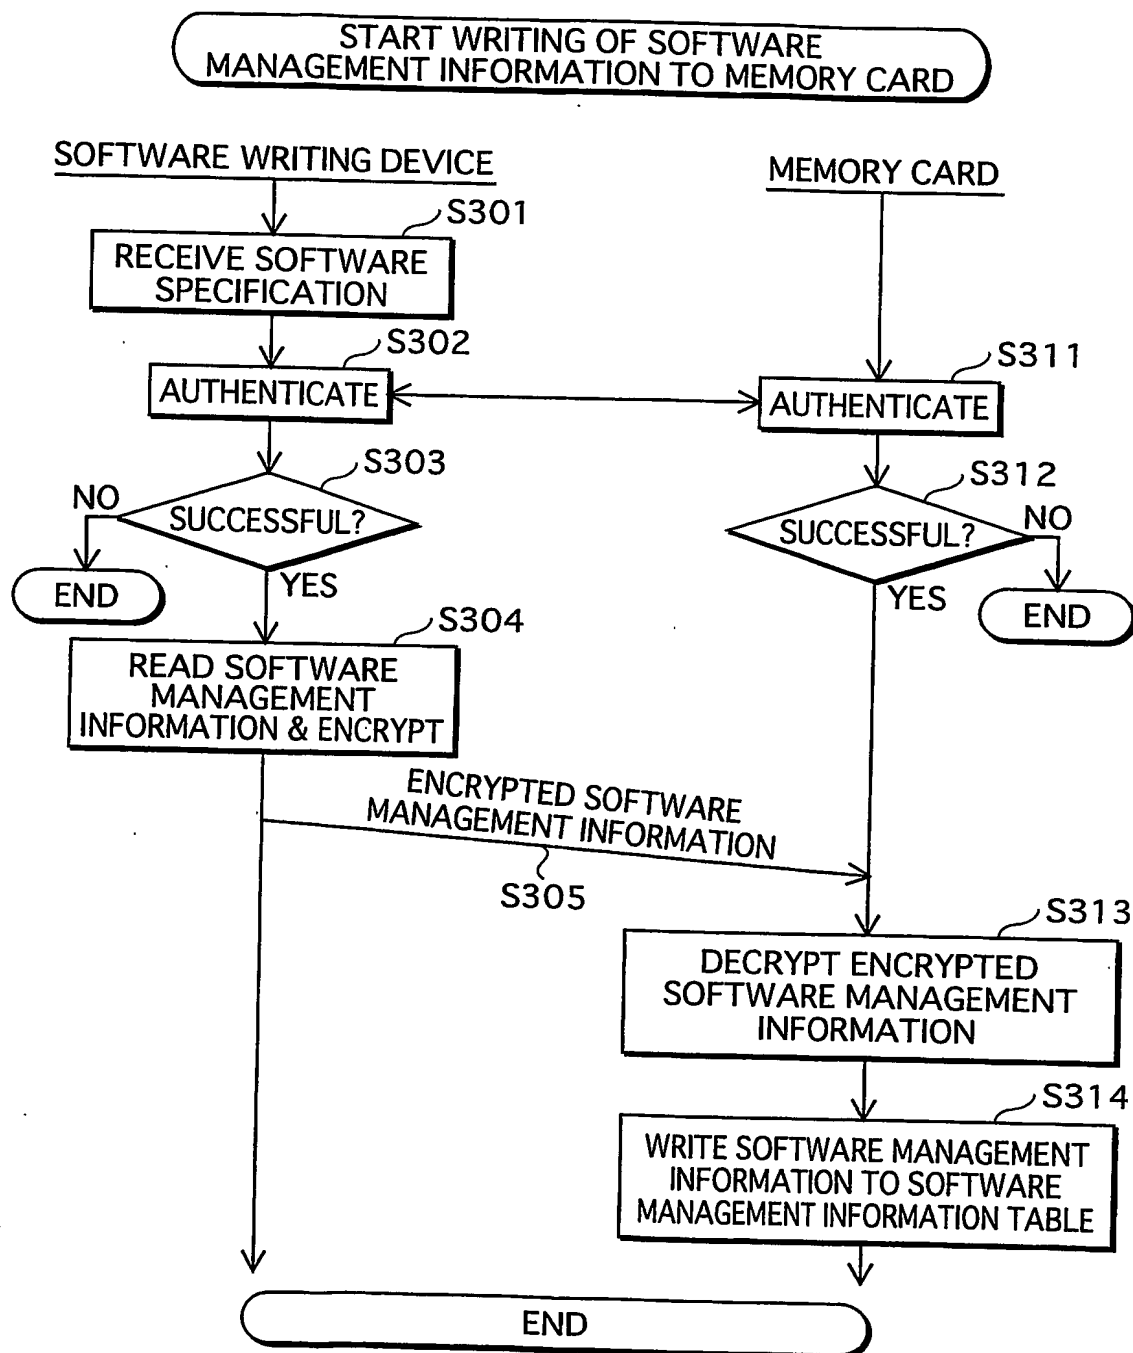 START WRITING OF SOFTWARE
MANAGEMENT INFORMATION TO MEMORY CARD
SOFTWARE WRITING DEVICE
MEMORY CARD
S301
RECEIVE SOFTWARE
SPECIFICATION
S302
AUTHENTICATE
S311
AUTHENTICATE
S303
SUCCESSFUL?
NO
END
YES
S312
SUCCESSFUL?
NO
END
YES
S304
READ SOFTWARE
MANAGEMENT
INFORMATION & ENCRYPT
ENCRYPTED SOFTWARE
MANAGEMENT INFORMATION
S305
S313
DECRYPT ENCRYPTED
SOFTWARE MANAGEMENT
INFORMATION
S314
WRITE SOFTWARE MANAGEMENT
INFORMATION TO SOFTWARE
MANAGEMENT INFORMATION TABLE
END